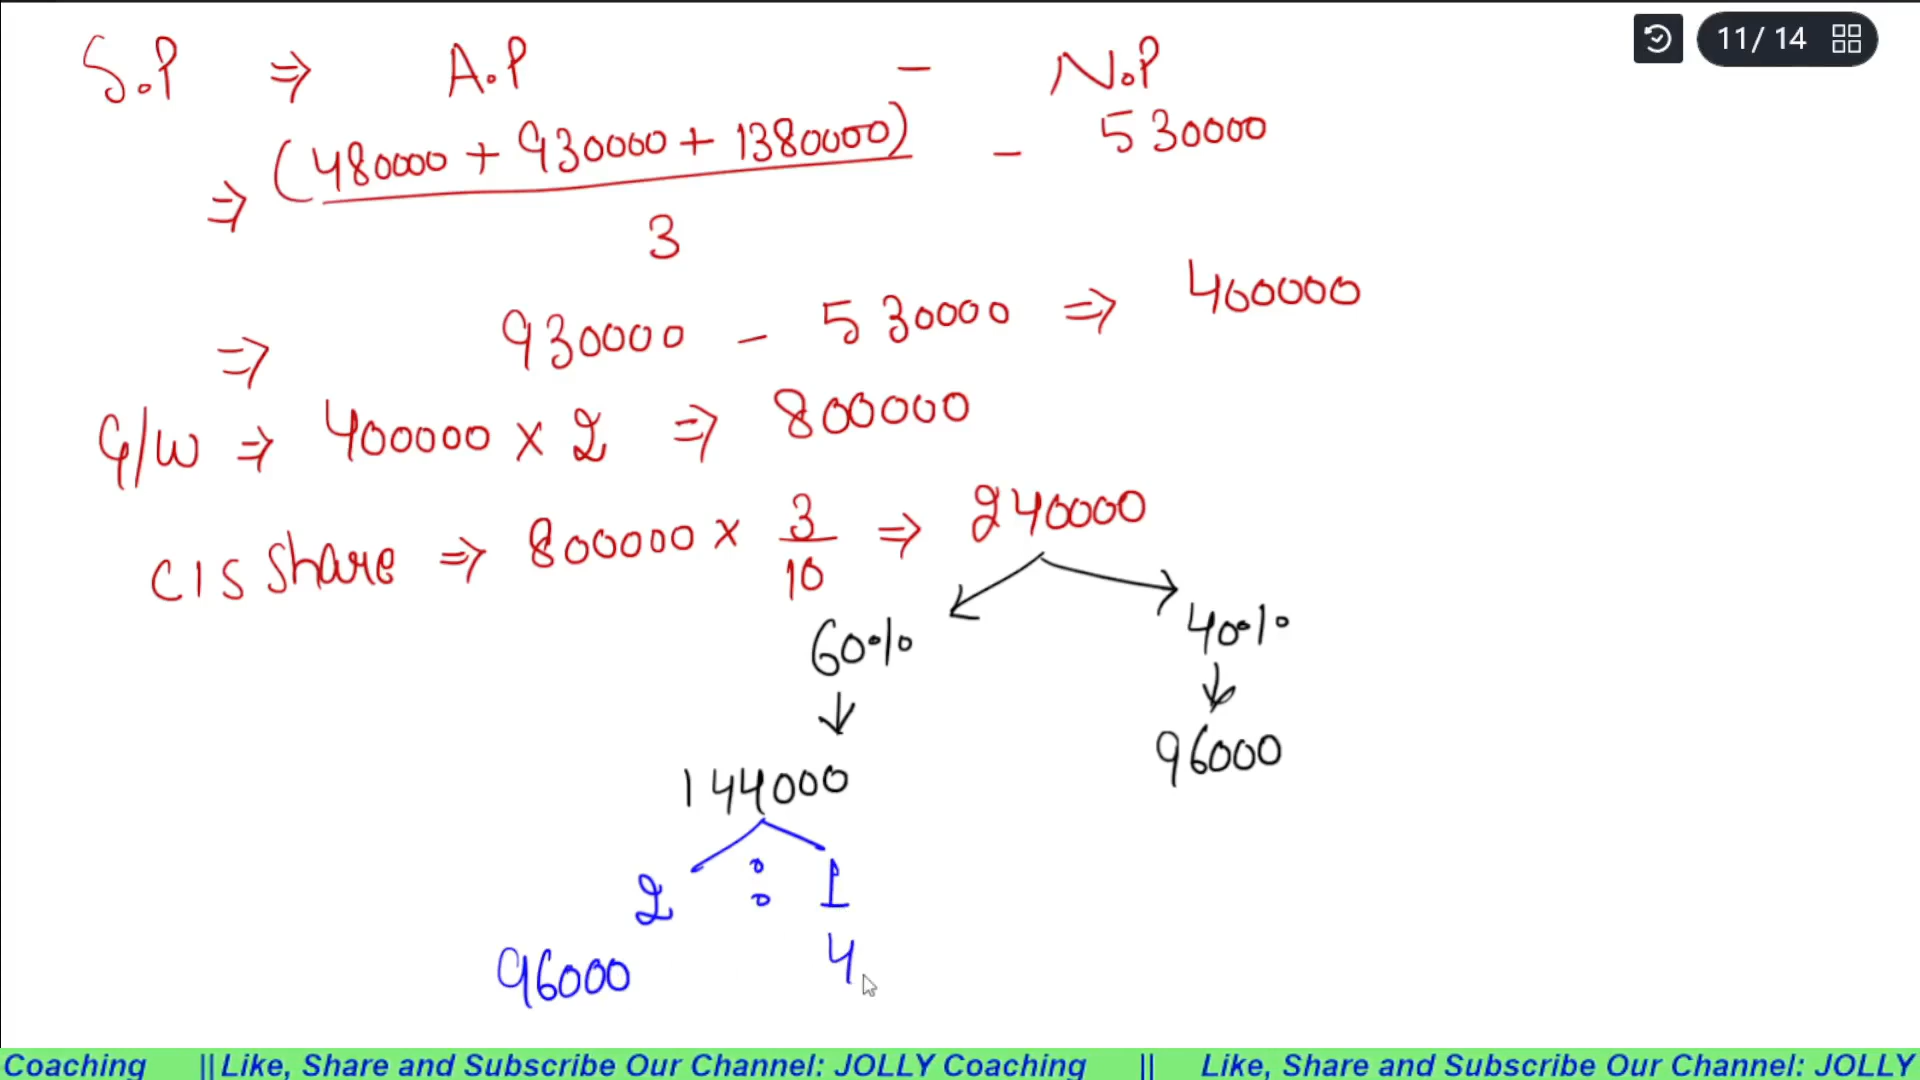 11/ 14
S.P ⇒ A.P - N.P
⇒ (480000 + 930000 + 1380000) - 530000
3
⇒ 930000 - 530000 ⇒ 400000
G/W ⇒ 400000 × 2 ⇒ 800000
C's share ⇒ 800000 × 3/10 ⇒ 240000
60% 40%
144000 96000
2 : 1
96000 4
Coaching || Like, Share and Subscribe Our Channel: JOLLY Coaching || Like, Share and Subscribe Our Channel: JOLLY